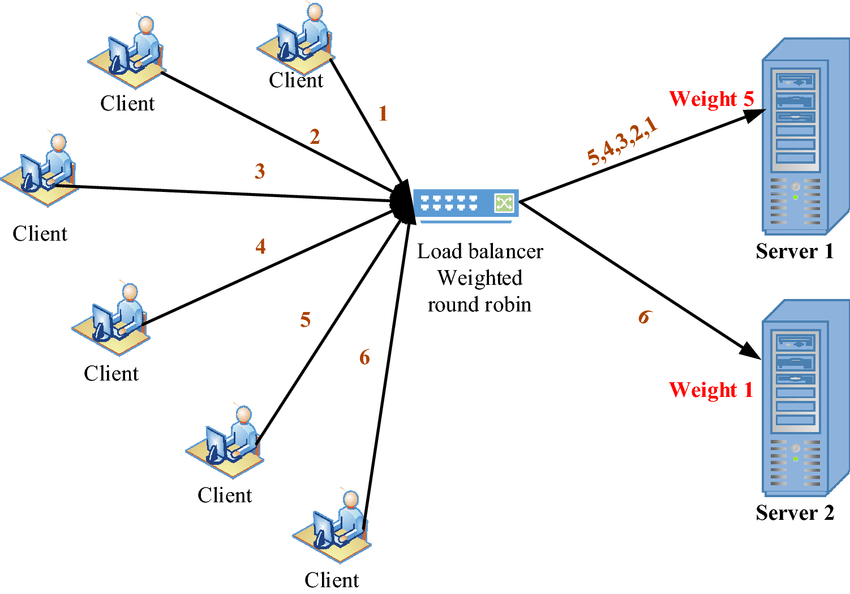 Client
1
Client
2
Weight 5
5,4,3,2,1
3
Client
4
Load balancer
Weighted
round robin
Server 1
5
6
6
Client
Weight 1
Client
Server 2
Client